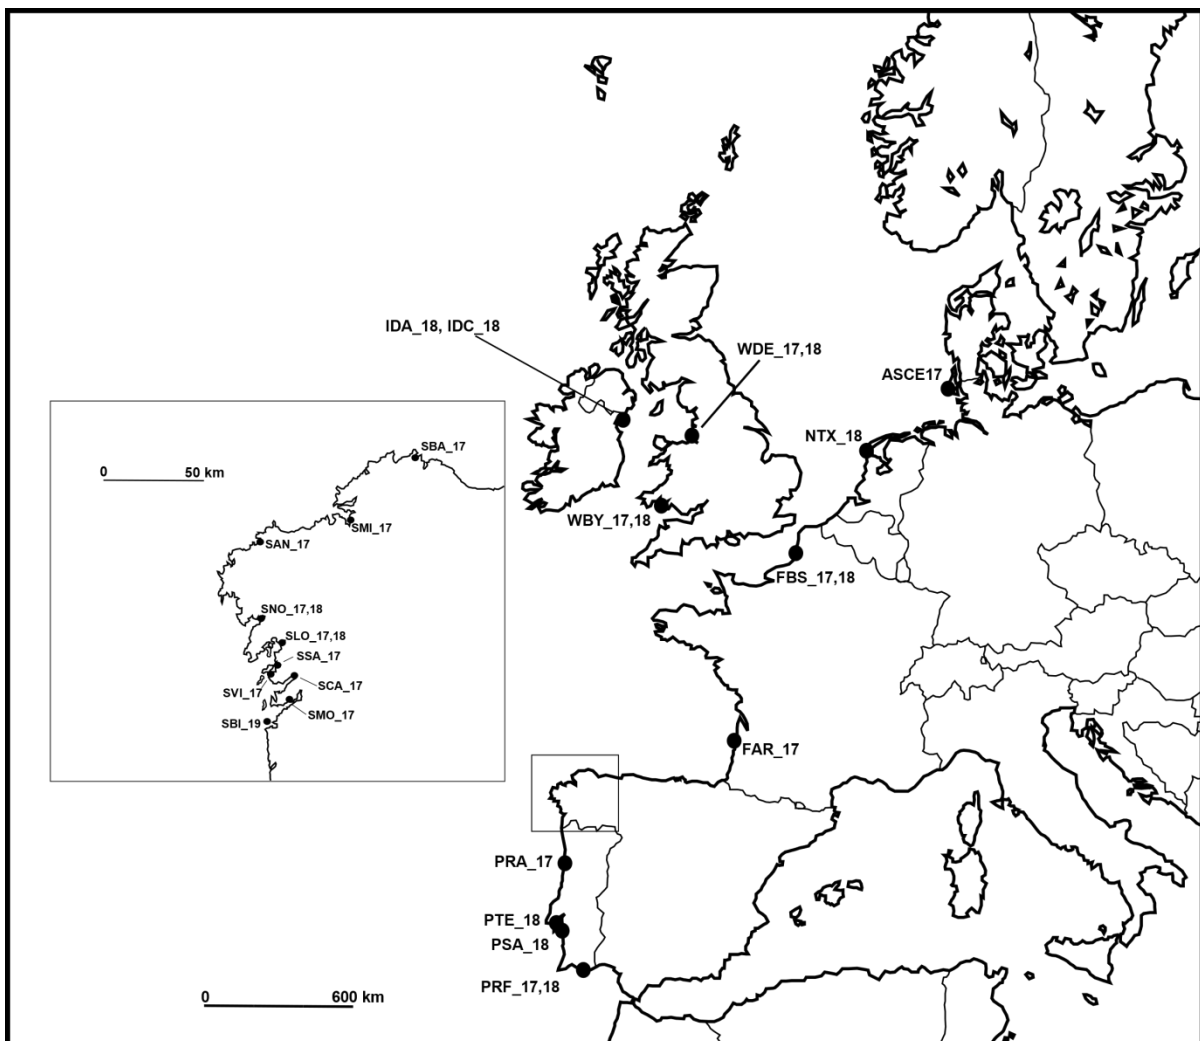 IDA_18, IDC_18
WDE_17,18
ASCE17
NTX_18
WBY_17,18
FBS_17,18
FAR_17
PRA_17
PTE_18
PSA_18
PRF_17,18
0 600 km
0 50 km
SBA_17
SMI_17
SAN_17
SNO_17,18
SLO_17,18
SSA_17
SVI_17
SCA_17
SMO_17
SBI_19